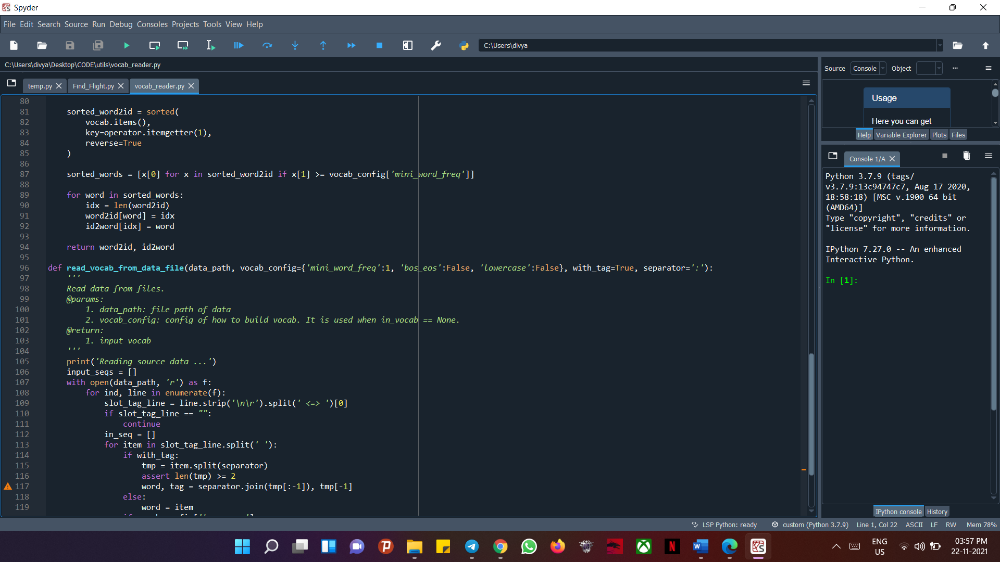 Spyder
File Edit Search Source Run Debug Consoles Projects Tools View Help
C:\Users\divya
C:\Users\divya\Desktop\CODE\utils\vocab_reader.py
temp.py Find_Flight.py vocab_reader.py
80
81     sorted_word2id = sorted(
82         vocab.items(),
83         key=operator.itemgetter(1),
84         reverse=True
85     )
86
87     sorted_words = [x[0] for x in sorted_word2id if x[1] >= vocab_config['mini_word_freq']]
88
89     for word in sorted_words:
90         idx = len(word2id)
91         word2id[word] = idx
92         id2word[idx] = word
93
94     return word2id, id2word
95
96 def read_vocab_from_data_file(data_path, vocab_config={'mini_word_freq':1, 'bos_eos':False, 'lowercase':False}, with_tag=True, separator=':'):
97     '''
98     Read data from files.
99     @params:
100         1. data_path: file path of data
101         2. vocab_config: config of how to build vocab. It is used when in_vocab == None.
102     @return:
103         1. input vocab
104     '''
105     print('Reading source data ...')
106     input_seqs = []
107     with open(data_path, 'r') as f:
108         for ind, line in enumerate(f):
109             slot_tag_line = line.strip('\n\r').split(' <=> ')[0]
110             if slot_tag_line == "":
111                 continue
112             in_seq = []
113             for item in slot_tag_line.split(' '):
114                 if with_tag:
115                     tmp = item.split(separator)
116                     assert len(tmp) >= 2
117                     word, tag = separator.join(tmp[:-1]), tmp[-1]
118                 else:
119                     word = item
Source Console Object
Usage
Here you can get
Help Variable Explorer Plots Files
Console 1/A
Python 3.7.9 (tags/
v3.7.9:13c94747c7, Aug 17 2020,
18:58:18) [MSC v.1900 64 bit
(AMD64)]
Type "copyright", "credits" or
"license" for more information.
IPython 7.27.0 -- An enhanced
Interactive Python.
In [1]:
IPython console History
LSP Python: ready custom (Python 3.7.9) Line 1, Col 22 ASCII LF RW Mem 78%
ENG
US
03:57 PM
22-11-2021